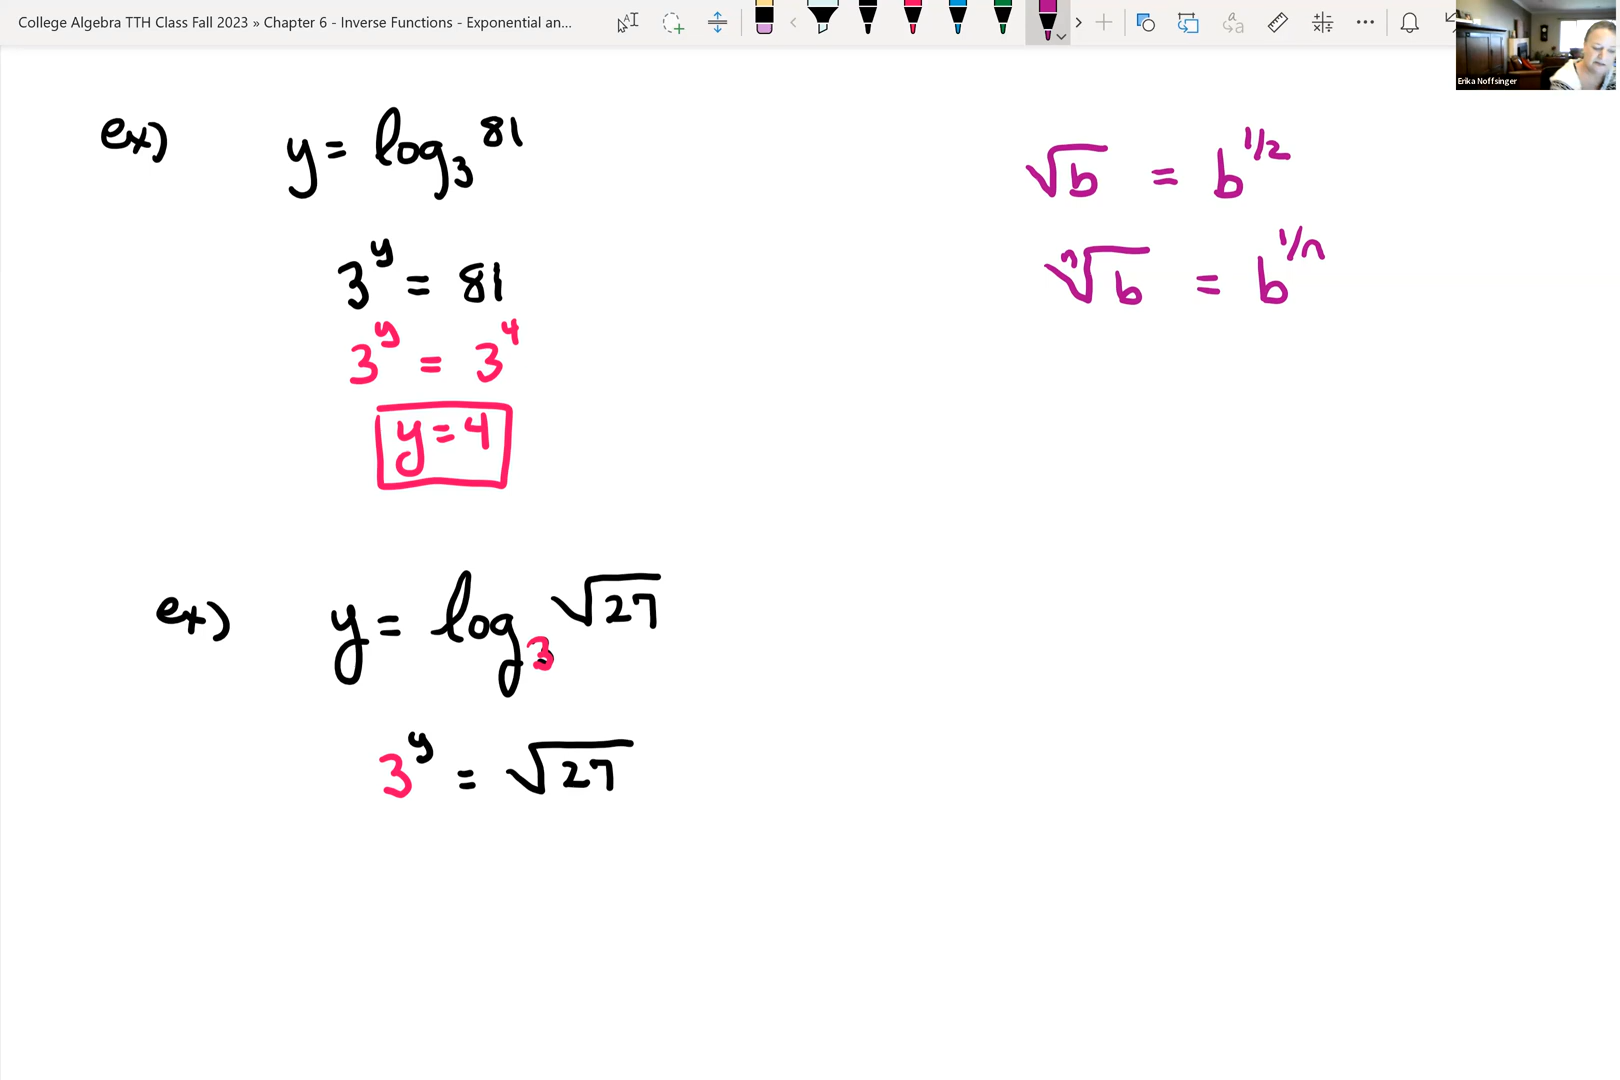 College Algebra TTH Class Fall 2023 » Chapter 6 - Inverse Functions - Exponential an...
Erika Noffsinger
ex) y = log₃ 81
3^y = 81
3^y = 3^4
y = 4
√b = b^1/2
ⁿ√b = b^1/n
ex) y = log₃ √27
3^y = √27